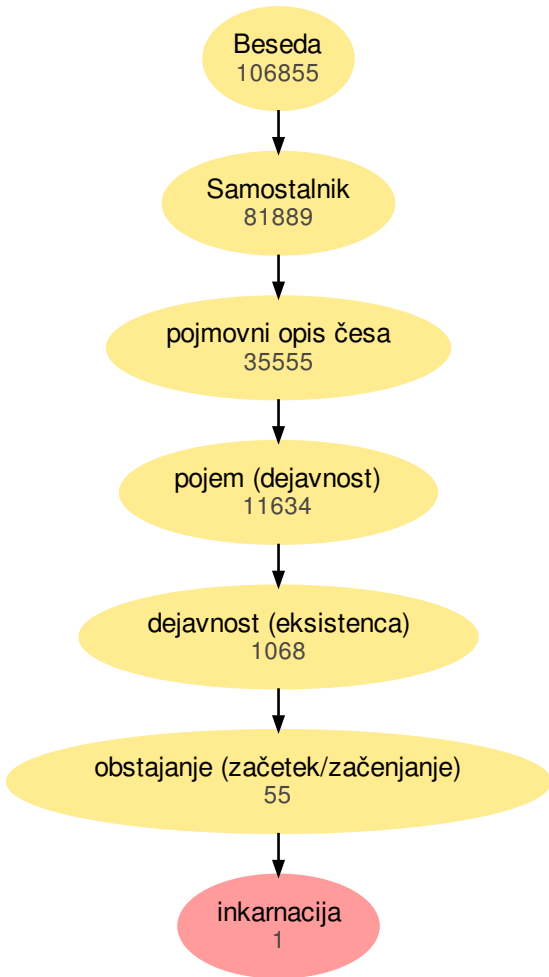 Beseda
106855
Samostalnik
81889
pojmovni opis česa
35555
pojem (dejavnost)
11634
dejavnost (eksistenca)
1068
obstajanje (začetek/začenjanje)
55
inkarnacija
1